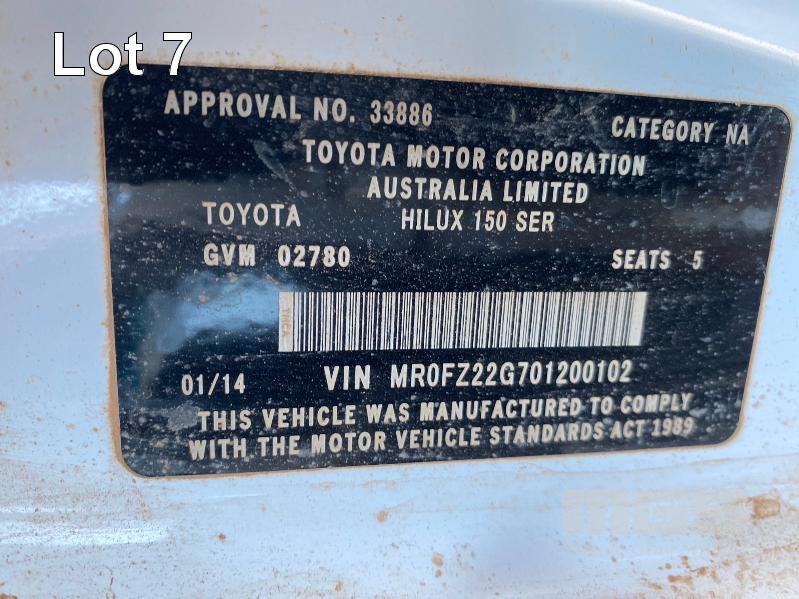 Lot 7
APPROVAL NO. 33886 CATEGORY NA
TOYOTA MOTOR CORPORATION
AUSTRALIA LIMITED
TOYOTA HILUX 150 SER
GVM 02780 SEATS 5
THCA
01/14 VIN MR0FZ22G701200102
THIS VEHICLE WAS MANUFACTURED TO COMPLY
WITH THE MOTOR VEHICLE STANDARDS ACT 1989